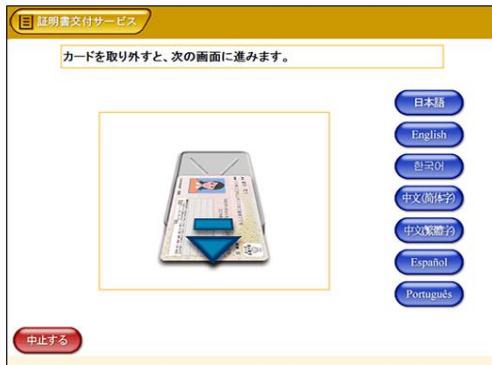 証明書交付サービス
カードを取り外すと、次の画面に進みます。
日本語
English
한국어
中文(简体字)
中文(繁體字)
Español
Português
中止する